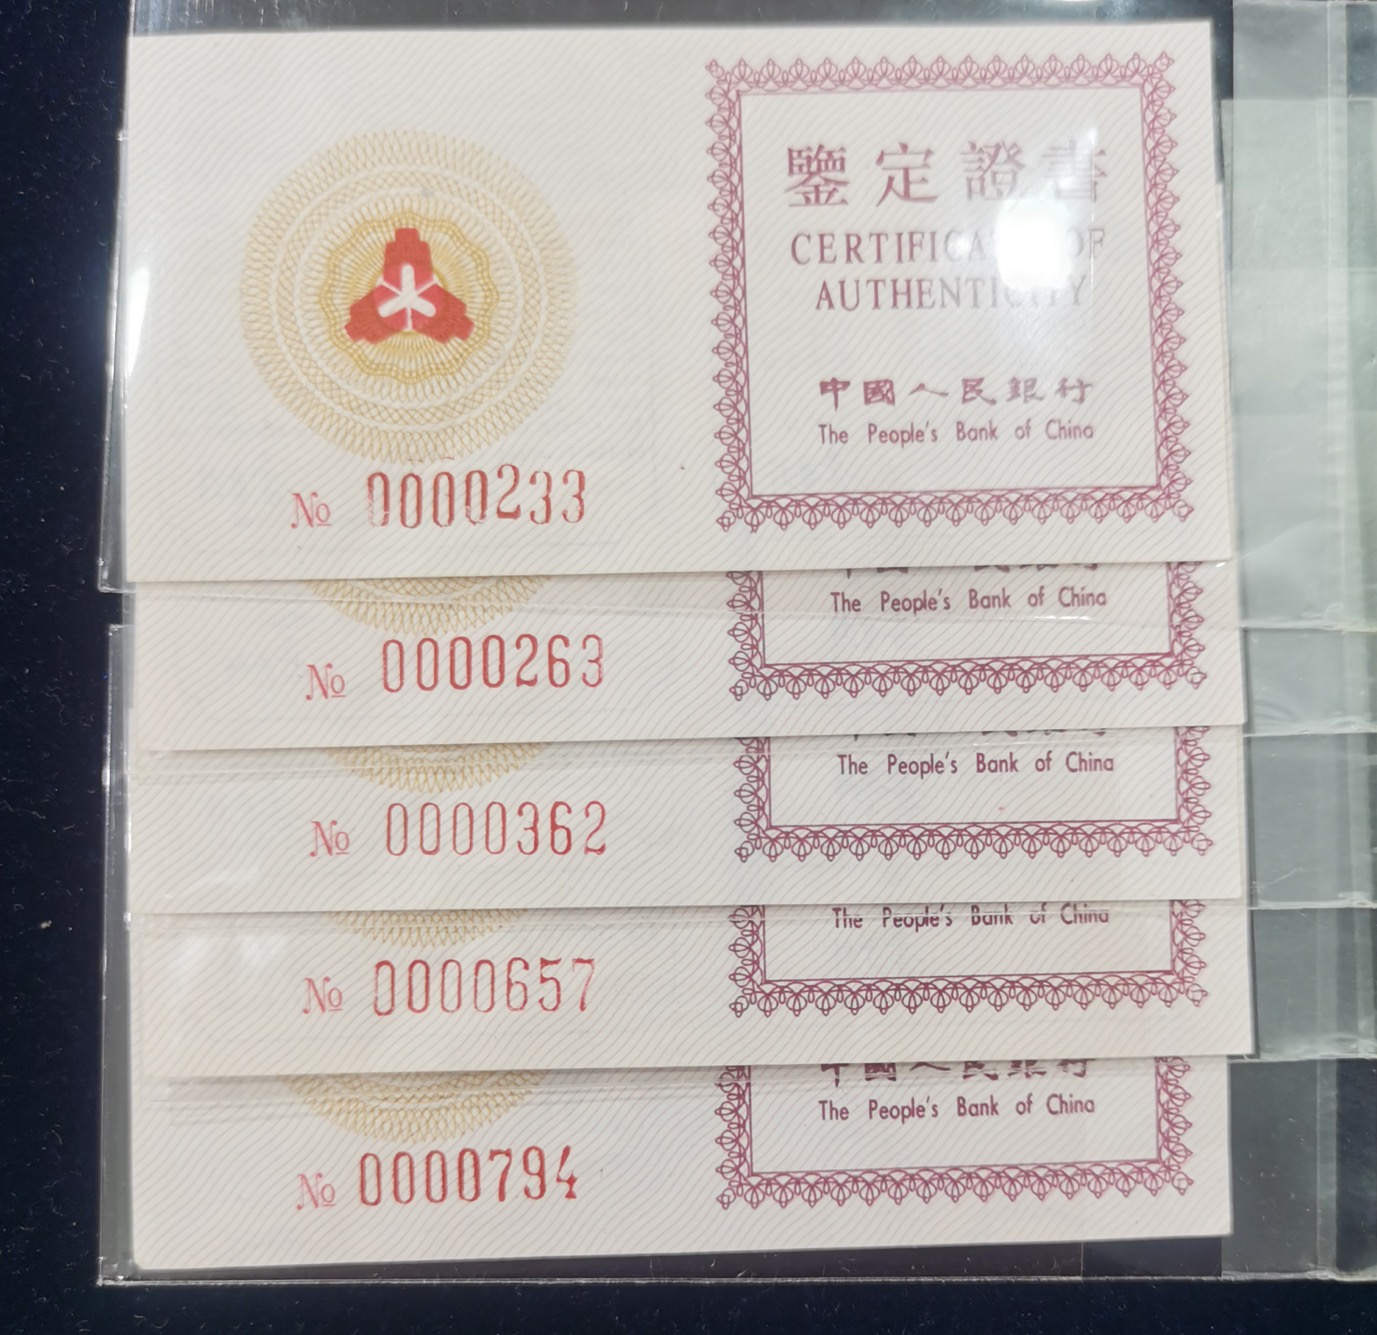 鑒定證書
CERTIFICATE OF
AUTHENTICITY
中國人民銀行
The People's Bank of China
№ 0000233
The People's Bank of China
№ 0000263
The People's Bank of China
№ 0000362
The People's Bank of China
№ 0000657
中國人民銀行
The People's Bank of China
№ 0000794